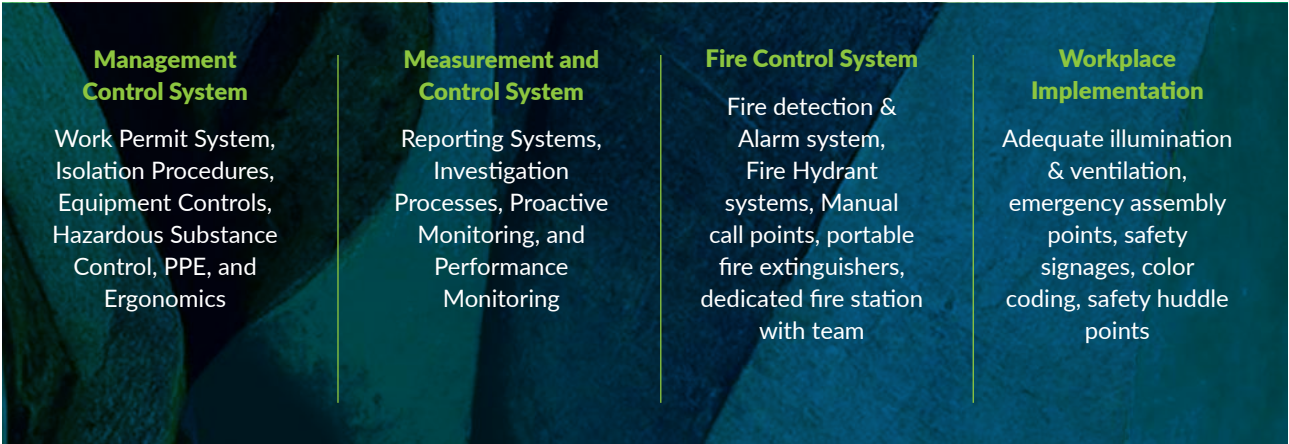 Management
Control System
Work Permit System,
Isolation Procedures,
Equipment Controls,
Hazardous Substance
Control, PPE, and
Ergonomics
Measurement and
Control System
Reporting Systems,
Investigation
Processes, Proactive
Monitoring, and
Performance
Monitoring
Fire Control System
Fire detection &
Alarm system,
Fire Hydrant
systems, Manual
call points, portable
fire extinguishers,
dedicated fire station
with team
Workplace
Implementation
Adequate illumination
& ventilation,
emergency assembly
points, safety
signages, color
coding, safety huddle
points